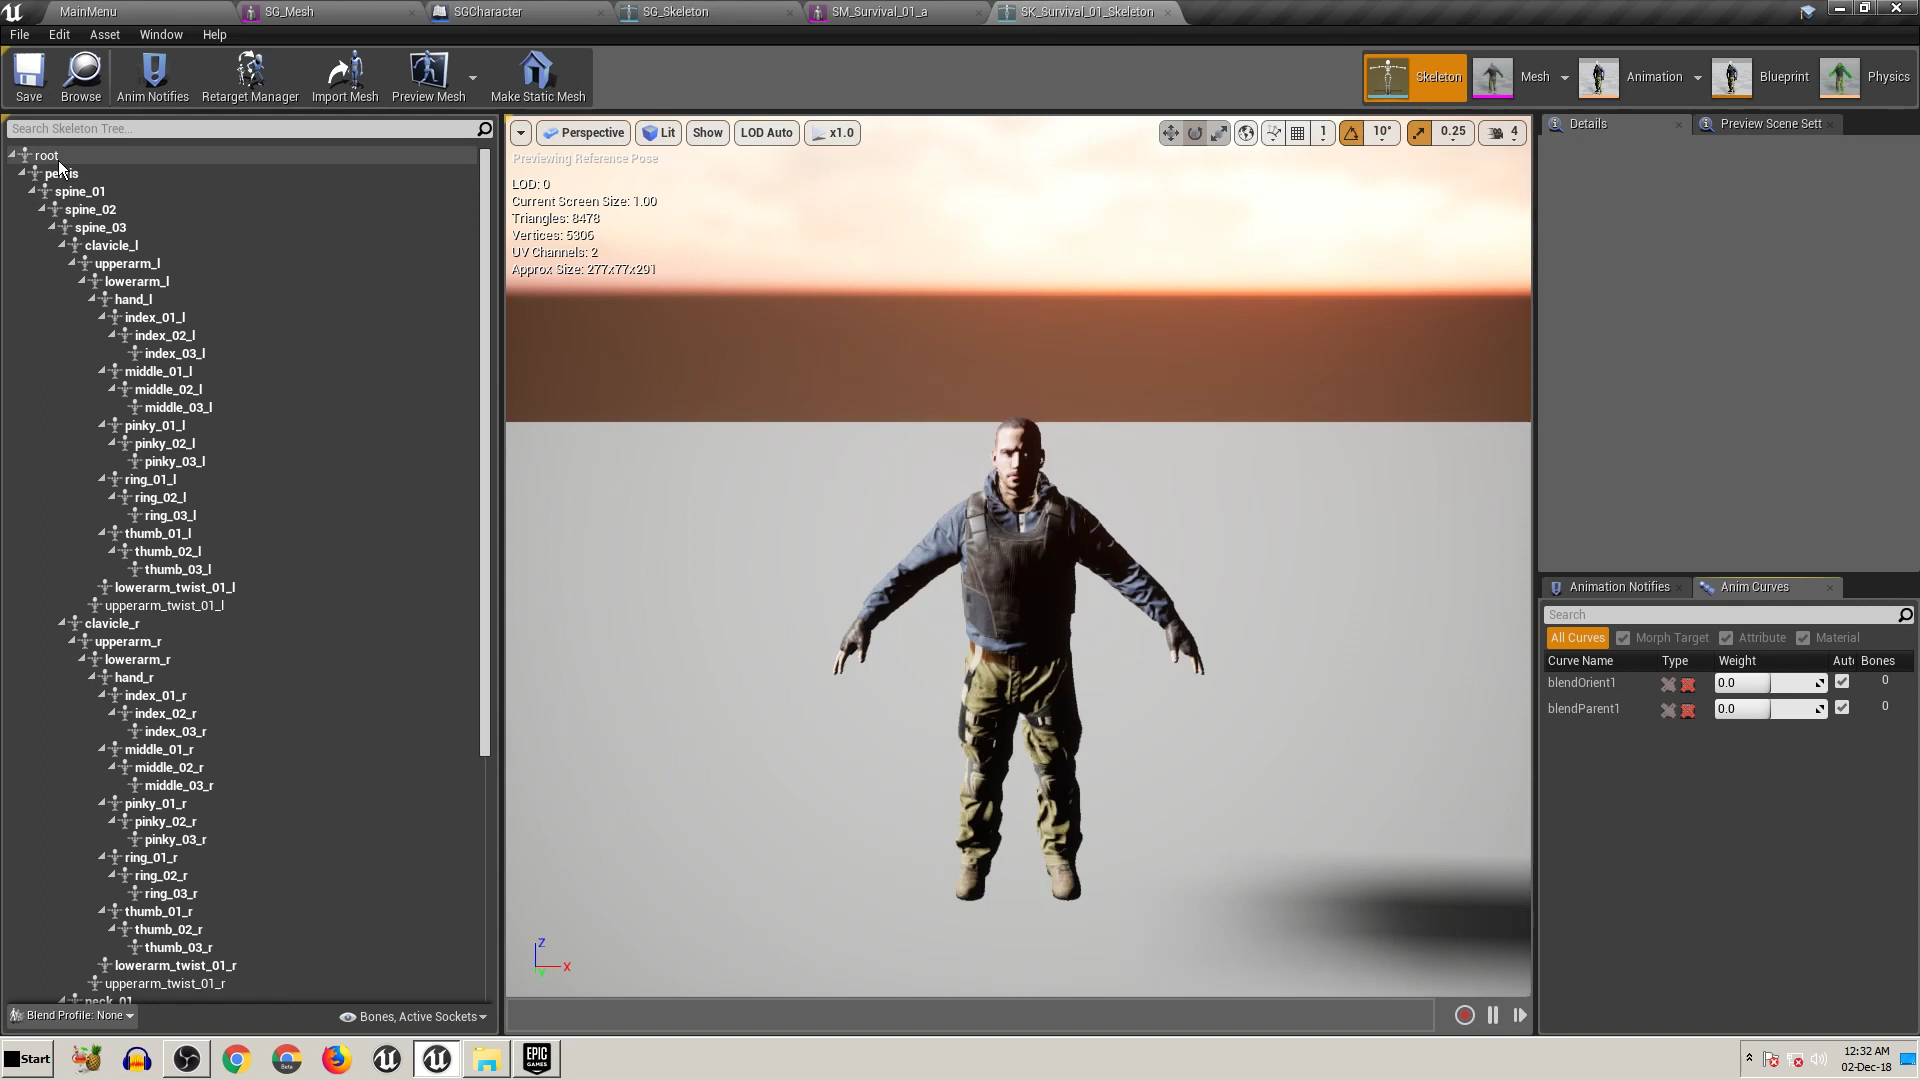 MainMenu
SG_Mesh
SGCharacter
SG_Skeleton
SM_Survival_01_a
SK_Survival_01_Skeleton
File
Edit
Asset
Window
Help
Save
Browse
Anim Notifies
Retarget Manager
Import Mesh
Preview Mesh
Make Static Mesh
Skeleton
Mesh
Animation
Blueprint
Physics
Search Skeleton Tree...
root
spine_01
spine_02
spine_03
clavicle_l
upperarm_l
lowerarm_l
hand_l
index_01_l
index_02_l
index_03_l
middle_01_l
middle_02_l
middle_03_l
pinky_01_l
pinky_02_l
pinky_03_l
ring_01_l
ring_02_l
ring_03_l
thumb_01_l
thumb_02_l
thumb_03_l
lowerarm_twist_01_l
upperarm_twist_01_l
clavicle_r
upperarm_r
lowerarm_r
hand_r
index_01_r
index_02_r
index_03_r
middle_01_r
middle_02_r
middle_03_r
pinky_01_r
pinky_02_r
pinky_03_r
ring_01_r
ring_02_r
ring_03_r
thumb_01_r
thumb_02_r
thumb_03_r
lowerarm_twist_01_r
upperarm_twist_01_r
neck_01
Blend Profile: None
Bones, Active Sockets
Perspective
Lit
Show
LOD Auto
x1.0
1
10°
0.25
4
Previewing Reference Pose
LOD: 0
Current Screen Size: 1.00
Triangles: 8478
Vertices: 5306
UV Channels: 2
Approx Size: 277x77x291
Z
X
Y
Details
Preview Scene Sett
Animation Notifies
Anim Curves
Search
All Curves
Morph Target
Attribute
Material
Curve Name
Type
Weight
Aut
Bones
blendOrient1
0.0
0
blendParent1
0.0
0
Start
Beta
EPIC
GAMES
12:32 AM
02-Dec-18